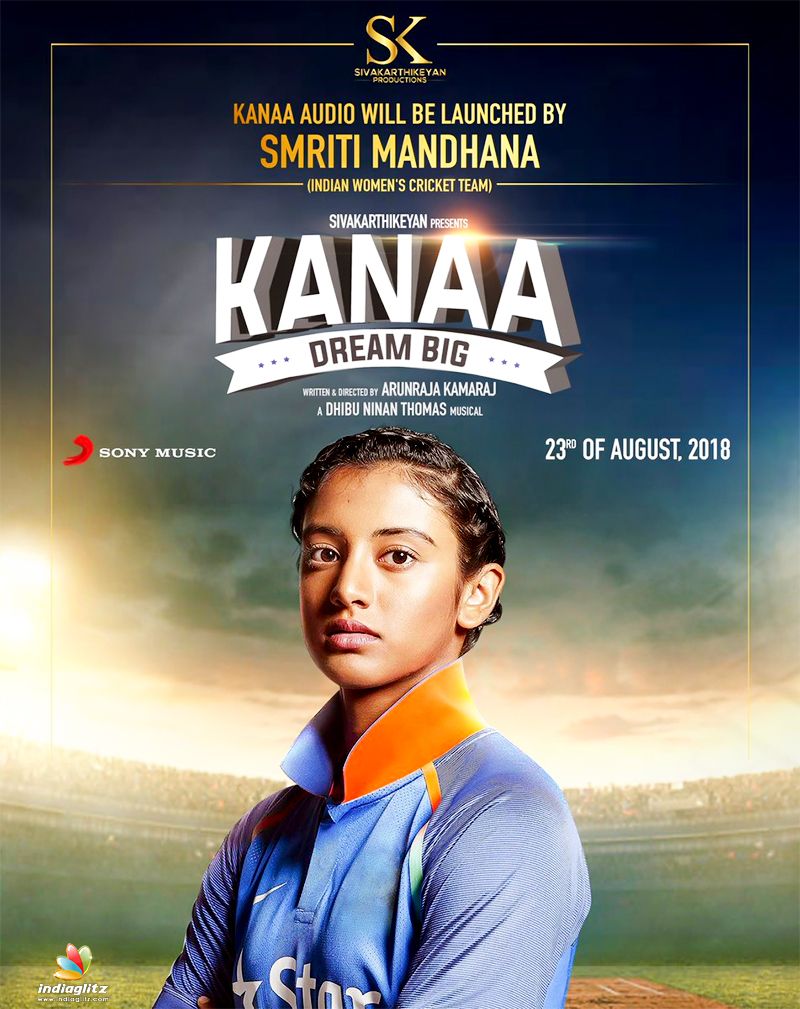 SK
SIVAKARTHIKEYAN
PRODUCTIONS
KANAA AUDIO WILL BE LAUNCHED BY
SMRITI MANDHANA
(INDIAN WOMEN'S CRICKET TEAM)
SIVAKARTHIKEYAN PRESENTS
KANAA
DREAM BIG
WRITTEN & DIRECTED BY ARUNRAJA KAMARAJ
A DHIBU NINAN THOMAS MUSICAL
SONY MUSIC
23RD OF AUGUST, 2018
Star
indiaglitz
www.indiaglitz.com